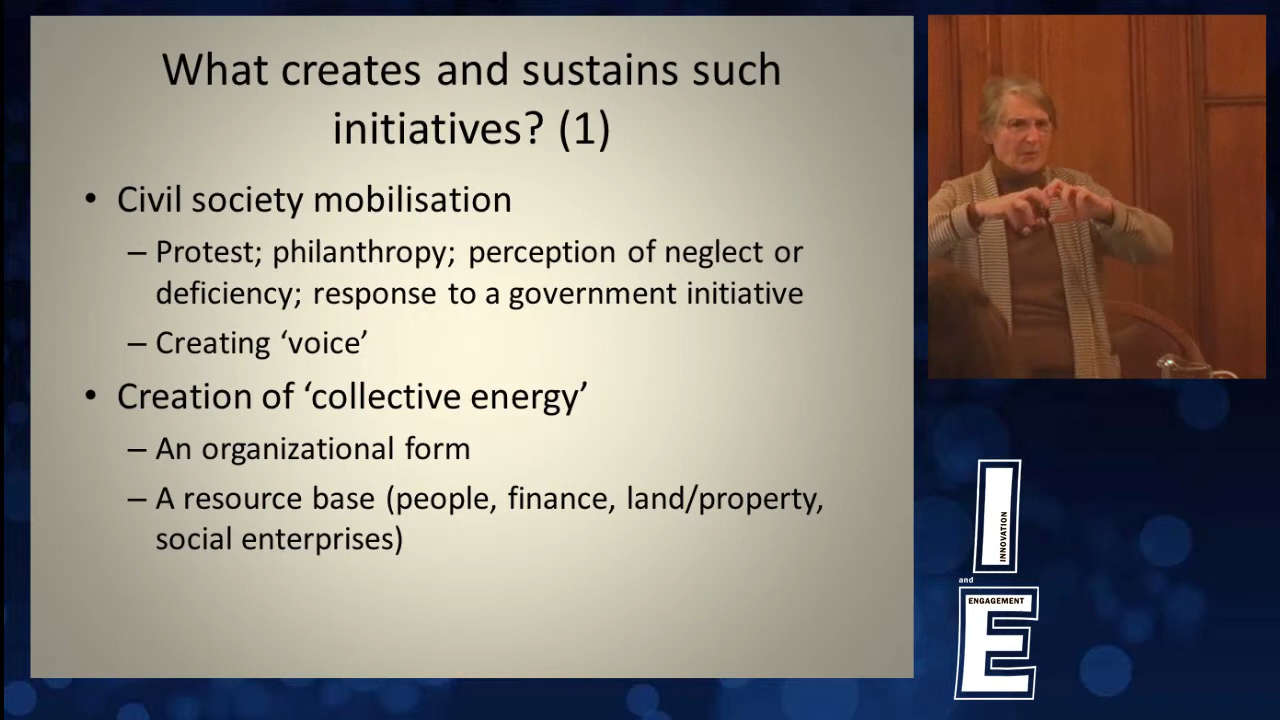 What creates and sustains such
initiatives? (1)
• Civil society mobilisation
– Protest; philanthropy; perception of neglect or
deficiency; response to a government initiative
– Creating ‘voice’
• Creation of ‘collective energy’
– An organizational form
– A resource base (people, finance, land/property,
social enterprises)
I
INNOVATION
and
ENGAGEMENT
E